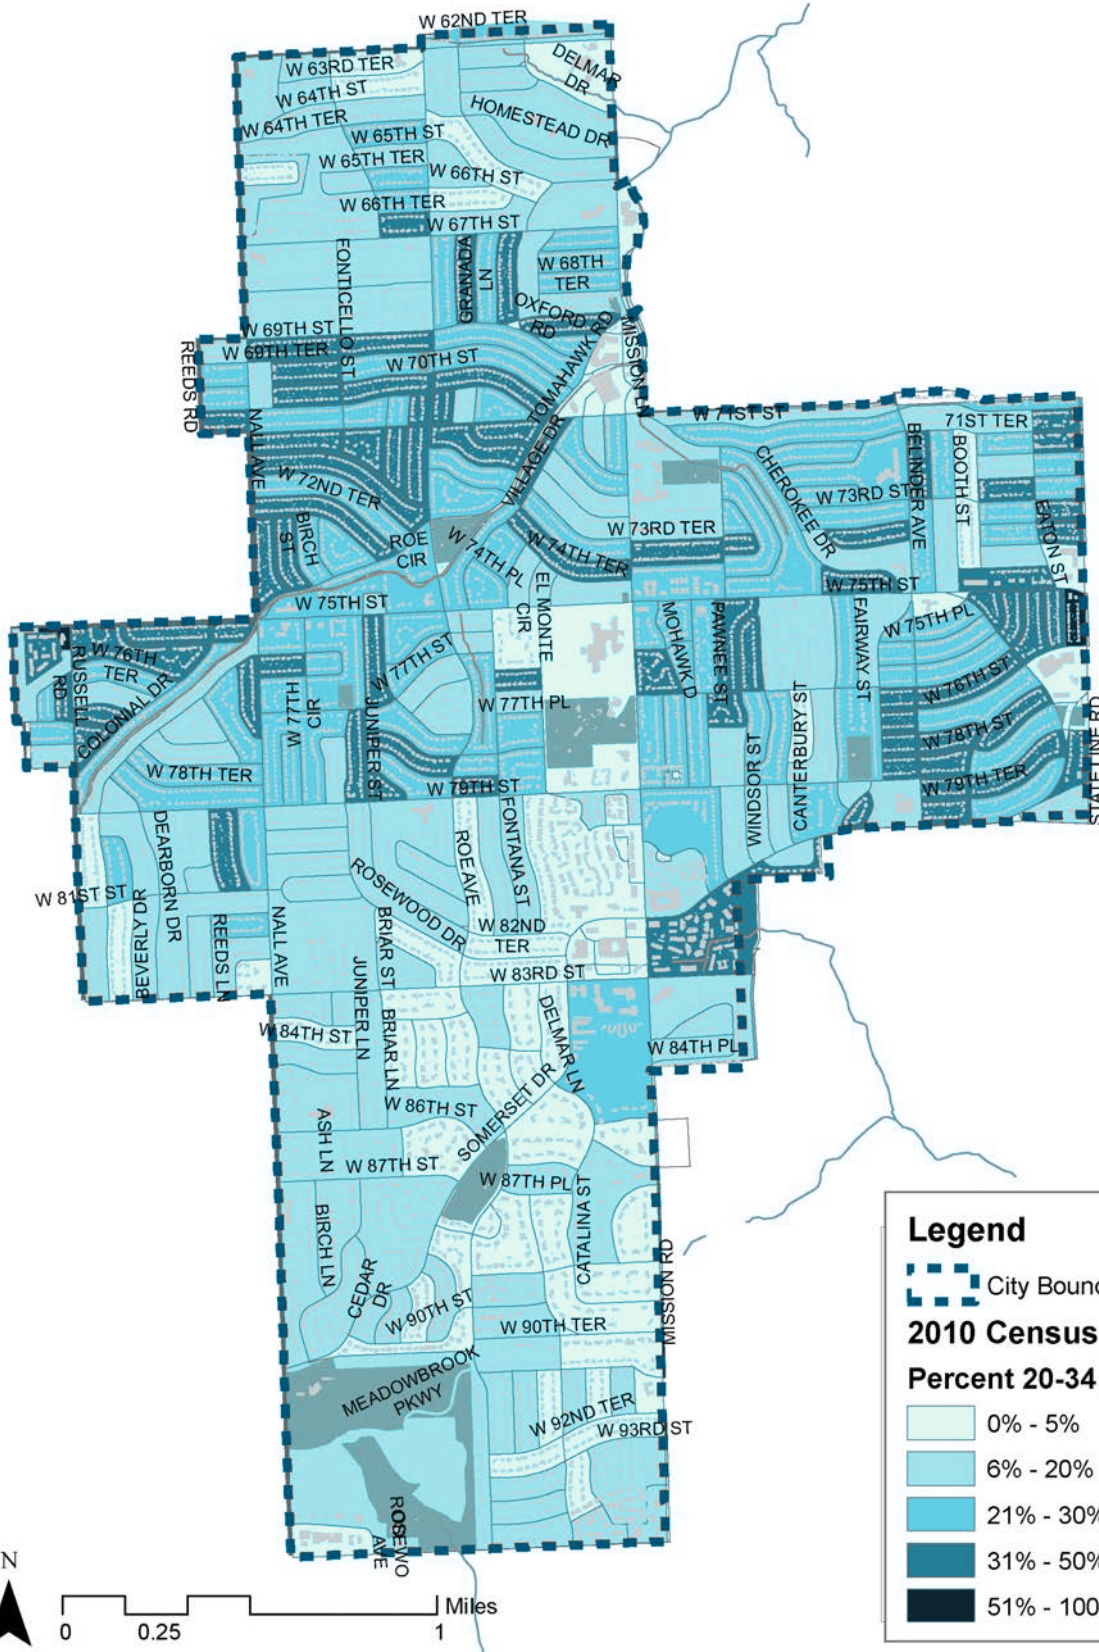 W 62ND TER
W 63RD TER
DELMAR
DR
W 64TH ST
HOMESTEAD DR
W 64TH TER
W 65TH ST
W 65TH TER
W 66TH ST
W 66TH TER
W 67TH ST
FONTICELLO ST
GRANADA
LN
W 68TH
TER
OXFORD
RD
MISSION LN
W 69TH ST
W 69TH TER
REEDS RD
W 70TH ST
TOMAHAWK RD
W 71ST ST
71ST TER
NALL AVE
VILLAGE DR
CHEROKEE DR
BELINDER AVE
BOOTH ST
W 72ND TER
W 73RD ST
EATON ST
BIRCH
ST
ROE
CIR
W 73RD TER
W 74TH PL
W 74TH TER
W 75TH ST
W 75TH ST
EL MONTE
CIR
MOHAWK D
PAWNEE ST
FAIRWAY ST
W 75TH PL
W 76TH
TER
RUSSELL
RD
W 77TH ST
W 76TH ST
COLONIAL DR
W 77TH
CIR
JUNIPER ST
W 77TH PL
CANTERBURY ST
W 78TH ST
WINDSOR ST
W 78TH TER
W 79TH ST
W 79TH TER
STATE LINE RD
DEARBORN DR
ROE AVE
FONTANA ST
ROSEWOOD DR
W 81ST ST
BEVERLY DR
REEDS LN
NALL AVE
BRIAR ST
W 82ND
TER
W 83RD ST
JUNIPER LN
W 84TH ST
BRIAR LN
DELMAR LN
W 84TH PL
W 86TH ST
SOMERSET DR
ASH LN
W 87TH ST
W 87TH PL
CATALINA ST
BIRCH LN
MISSION RD
CEDAR
DR
W 90TH ST
W 90TH TER
MEADOWBROOK
PKWY
W 92ND TER
W 93RD ST
ROSEWO
AVE
Legend
City Bound
2010 Census
Percent 20-34
0% - 5%
6% - 20%
21% - 30%
31% - 50%
51% - 100
N
Miles
0 0.25 1